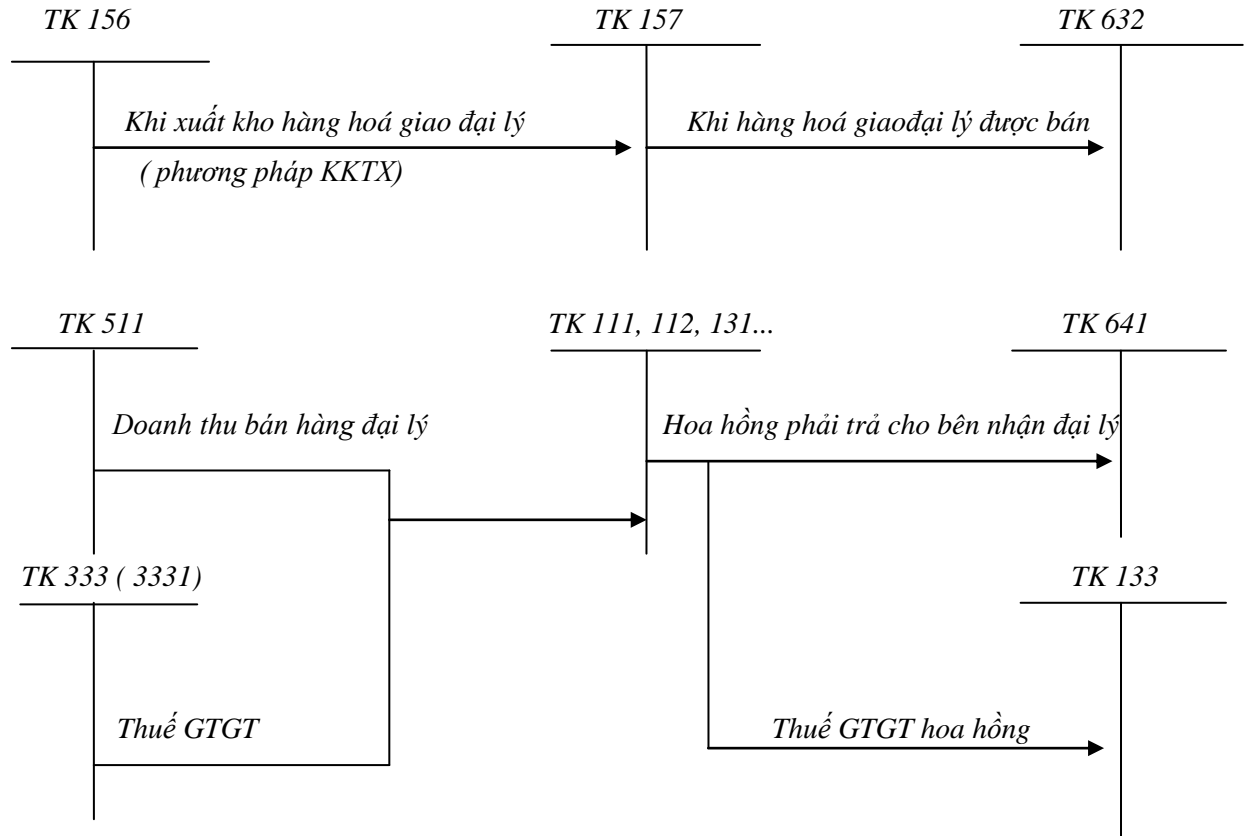 TK 156
TK 157
TK 632
Khi xuất kho hàng hoá giao đại lý
( phương pháp KKTX)
Khi hàng hoá giaođại lý được bán
TK 511
TK 111, 112, 131...
TK 641
Doanh thu bán hàng đại lý
Hoa hồng phải trả cho bên nhận đại lý
TK 333 ( 3331)
TK 133
Thuế GTGT
Thuế GTGT hoa hồng